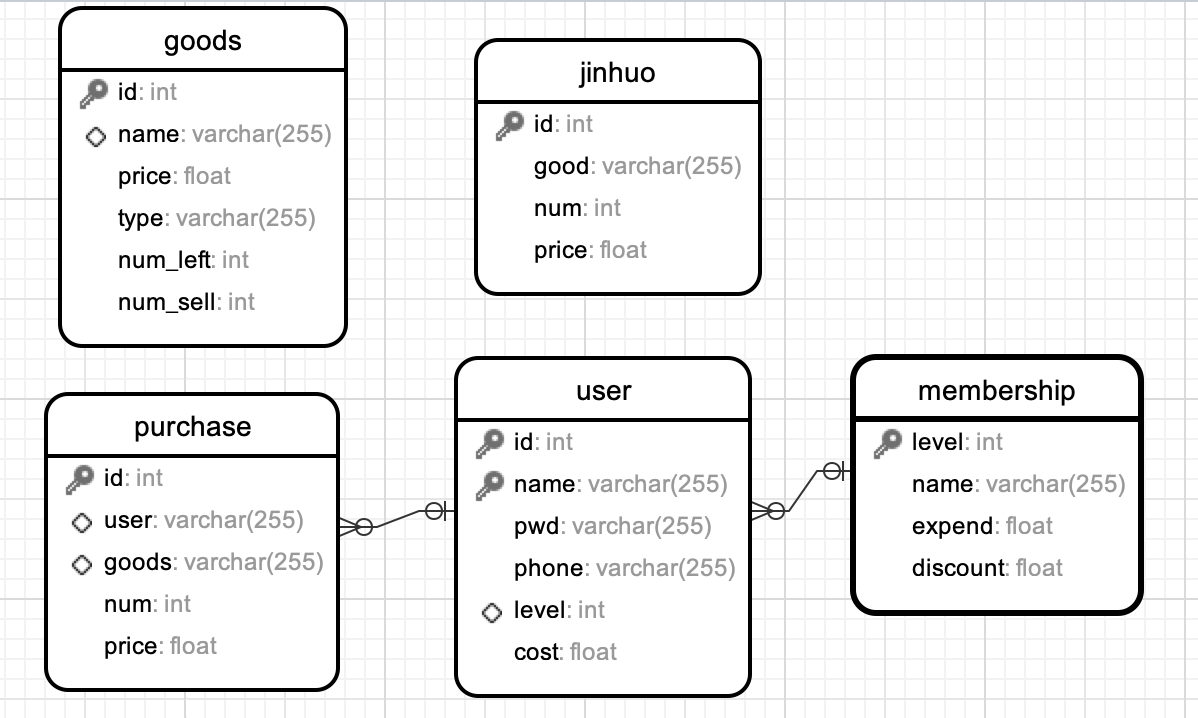 goods
id: int
name: varchar(255)
price: float
type: varchar(255)
num_left: int
num_sell: int
jinhuo
id: int
good: varchar(255)
num: int
price: float
purchase
id: int
user: varchar(255)
goods: varchar(255)
num: int
price: float
user
id: int
name: varchar(255)
pwd: varchar(255)
phone: varchar(255)
level: int
cost: float
membership
level: int
name: varchar(255)
expend: float
discount: float